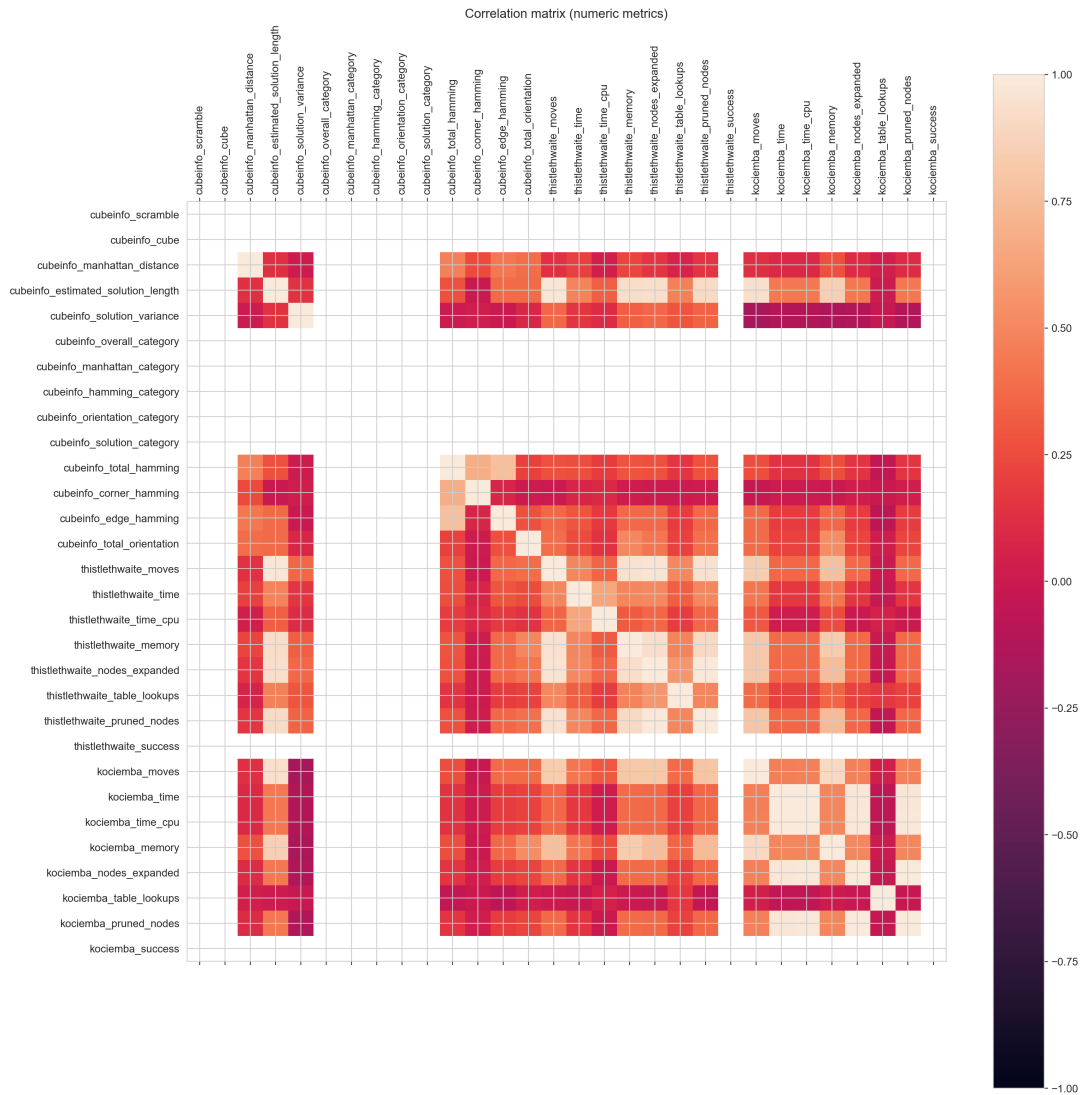 Correlation matrix (numeric metrics)
cubeinfo_scramble
cubeinfo_cube
cubeinfo_manhattan_distance
cubeinfo_estimated_solution_length
cubeinfo_solution_variance
cubeinfo_overall_category
cubeinfo_manhattan_category
cubeinfo_hamming_category
cubeinfo_orientation_category
cubeinfo_solution_category
cubeinfo_total_hamming
cubeinfo_corner_hamming
cubeinfo_edge_hamming
cubeinfo_total_orientation
thistlethwaite_moves
thistlethwaite_time
thistlethwaite_time_cpu
thistlethwaite_memory
thistlethwaite_nodes_expanded
thistlethwaite_table_lookups
thistlethwaite_pruned_nodes
thistlethwaite_success
kociemba_moves
kociemba_time
kociemba_time_cpu
kociemba_memory
kociemba_nodes_expanded
kociemba_table_lookups
kociemba_pruned_nodes
kociemba_success
cubeinfo_scramble
cubeinfo_cube
cubeinfo_manhattan_distance
cubeinfo_estimated_solution_length
cubeinfo_solution_variance
cubeinfo_overall_category
cubeinfo_manhattan_category
cubeinfo_hamming_category
cubeinfo_orientation_category
cubeinfo_solution_category
cubeinfo_total_hamming
cubeinfo_corner_hamming
cubeinfo_edge_hamming
cubeinfo_total_orientation
thistlethwaite_moves
thistlethwaite_time
thistlethwaite_time_cpu
thistlethwaite_memory
thistlethwaite_nodes_expanded
thistlethwaite_table_lookups
thistlethwaite_pruned_nodes
thistlethwaite_success
kociemba_moves
kociemba_time
kociemba_time_cpu
kociemba_memory
kociemba_nodes_expanded
kociemba_table_lookups
kociemba_pruned_nodes
kociemba_success
1.00
0.75
0.50
0.25
0.00
−0.25
−0.50
−0.75
−1.00